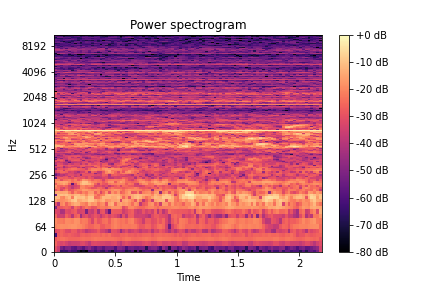 Power spectrogram
Hz
8192
4096
2048
1024
512
256
128
64
0
0
0.5
1
1.5
2
Time
+0 dB
-10 dB
-20 dB
-30 dB
-40 dB
-50 dB
-60 dB
-70 dB
-80 dB